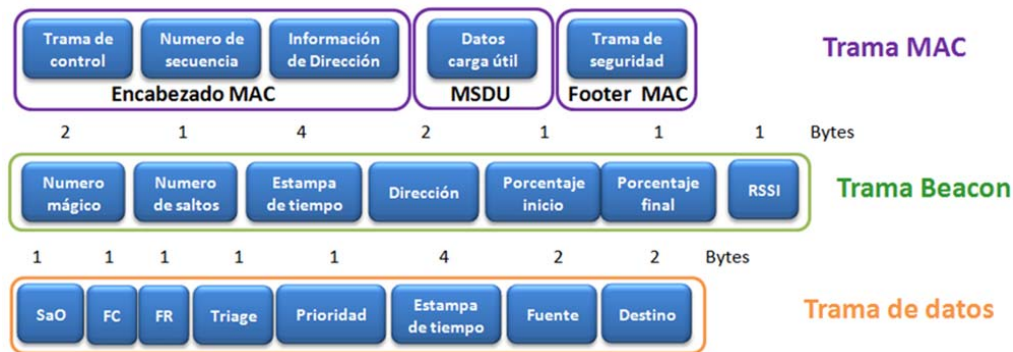 Trama de control
Numero de secuencia
Información de Dirección
Datos carga útil
Trama de seguridad
Trama MAC
Encabezado MAC
MSDU
Footer MAC
2 1 4 2 1 1 1 Bytes
Numero mágico
Numero de saltos
Estampa de tiempo
Dirección
Porcentaje inicio
Porcentaje final
RSSI
Trama Beacon
1 1 1 1 1 4 2 2 Bytes
SaO
FC
FR
Triage
Prioridad
Estampa de tiempo
Fuente
Destino
Trama de datos